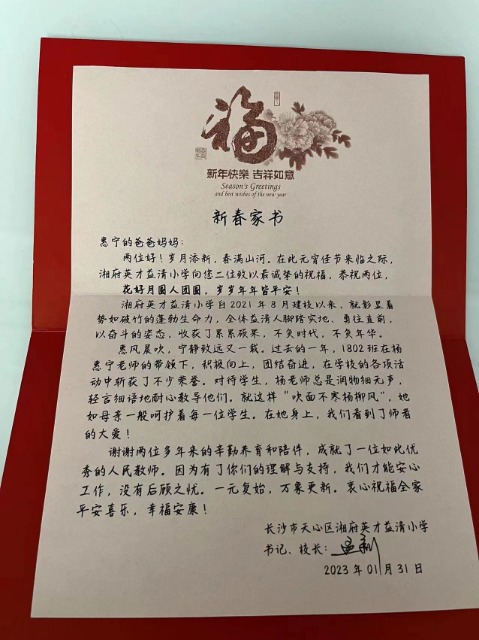 福
新年快樂 吉祥如意
Season's Greetings
and best wishes of the new year
新春家书
惠宁的爸爸妈妈：
两位好！岁月添新，春满山河。在此元宵佳节来临之际，
湘府英才益清小学向您二位致以最诚挚的祝福，恭祝两位，
花好月圆人团圆，岁岁年年皆平安！
湘府英才益清小学自2021年8月建校以来，就彰显着
势如破竹的蓬勃生命力，全体益清人脚踏实地、勇往直前，
以奋斗的姿态，收获了累累硕果，不负时代，不负年华。
惠风晨吹，宁静致远又一载。过去的一年，1802班在杨
惠宁老师的带领下，积极向上，团结奋进，在学校的各项活
动中斩获了不少荣誉。对待学生，杨老师总是润物细无声，
轻言细语地耐心教导他们，就这样“吹面不寒杨柳风”，她
如母亲一般呵护着每一位学生。在她身上，我们看到了师者
的大爱！
谢谢两位多年来的辛勤养育和陪伴，成就了一位如此优
秀的人民教师。因为有了你们的理解与支持，我们才能安心
工作，没有后顾之忧。一元复始，万象更新。衷心祝福全家
平安喜乐，幸福安康！
长沙市天心区湘府英才益清小学
书记、校长：
2023年01月31日